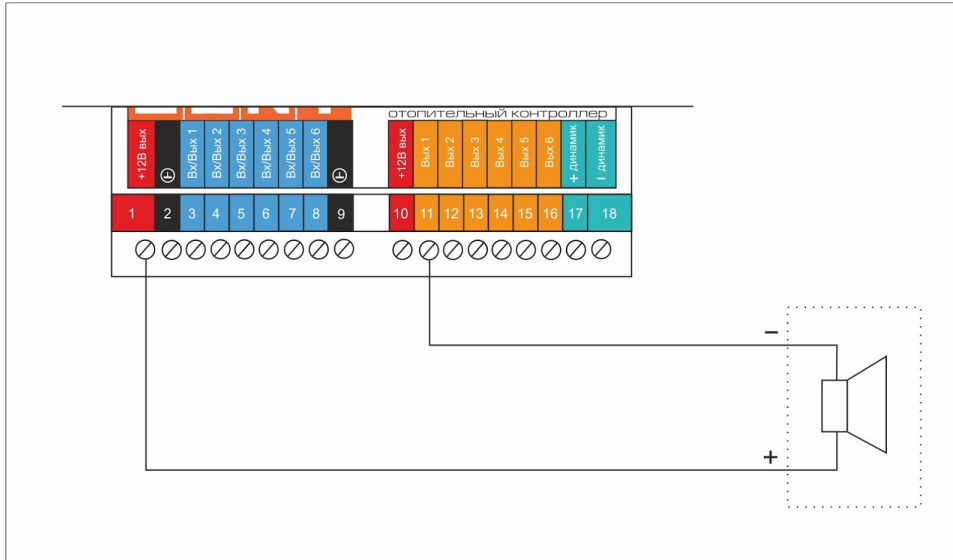 отопительный контроллер
+12В вых
Вх/Вых 1
Вх/Вых 2
Вх/Вых 3
Вх/Вых 4
Вх/Вых 5
Вх/Вых 6
+12В вых
Вых 1
Вых 2
Вых 3
Вых 4
Вых 5
Вых 6
+ динамик
– динамик
1 2 3 4 5 6 7 8 9 10 11 12 13 14 15 16 17 18
–
+